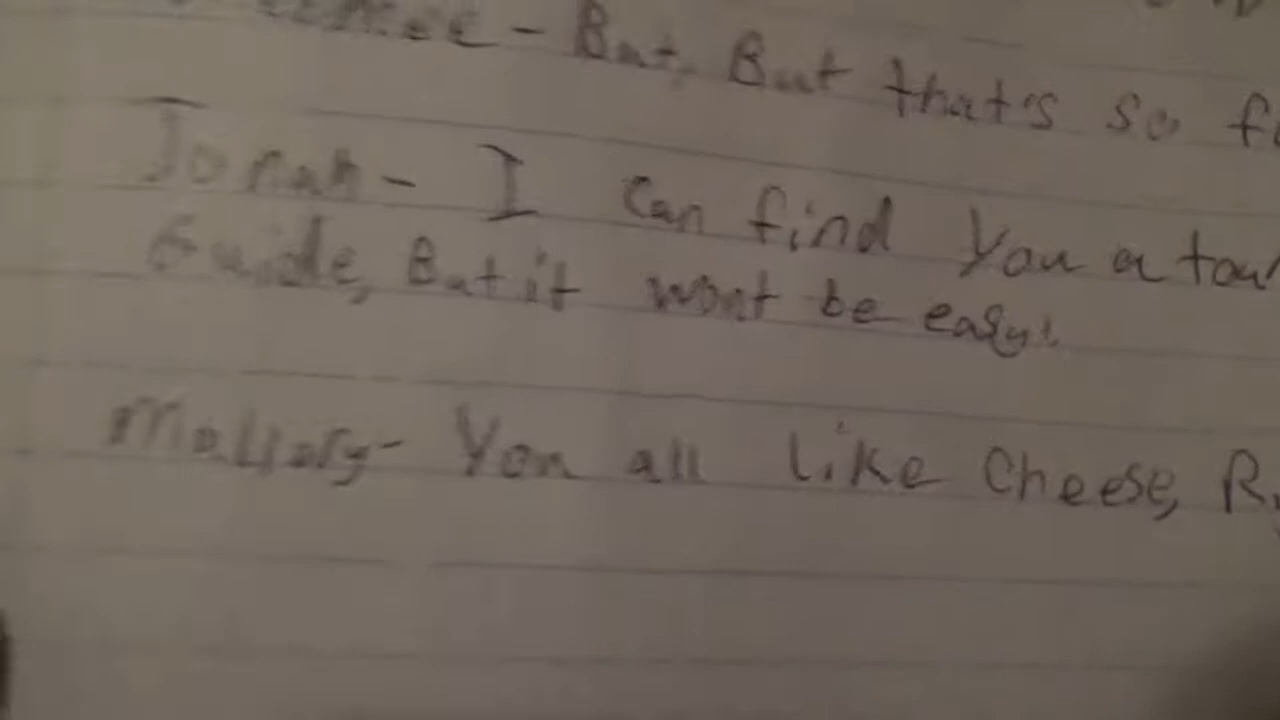 - But, But that's so
Jonah - I can find You a tour
Guide, But it wont be easy!
Mallory - You all like Cheese,